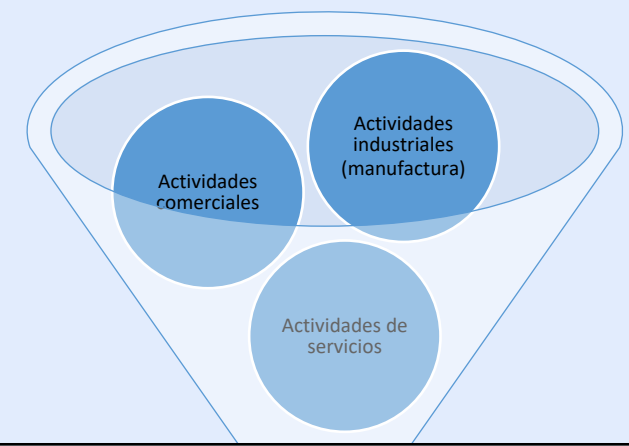 Actividades
industriales
(manufactura)
Actividades
comerciales
Actividades de
servicios